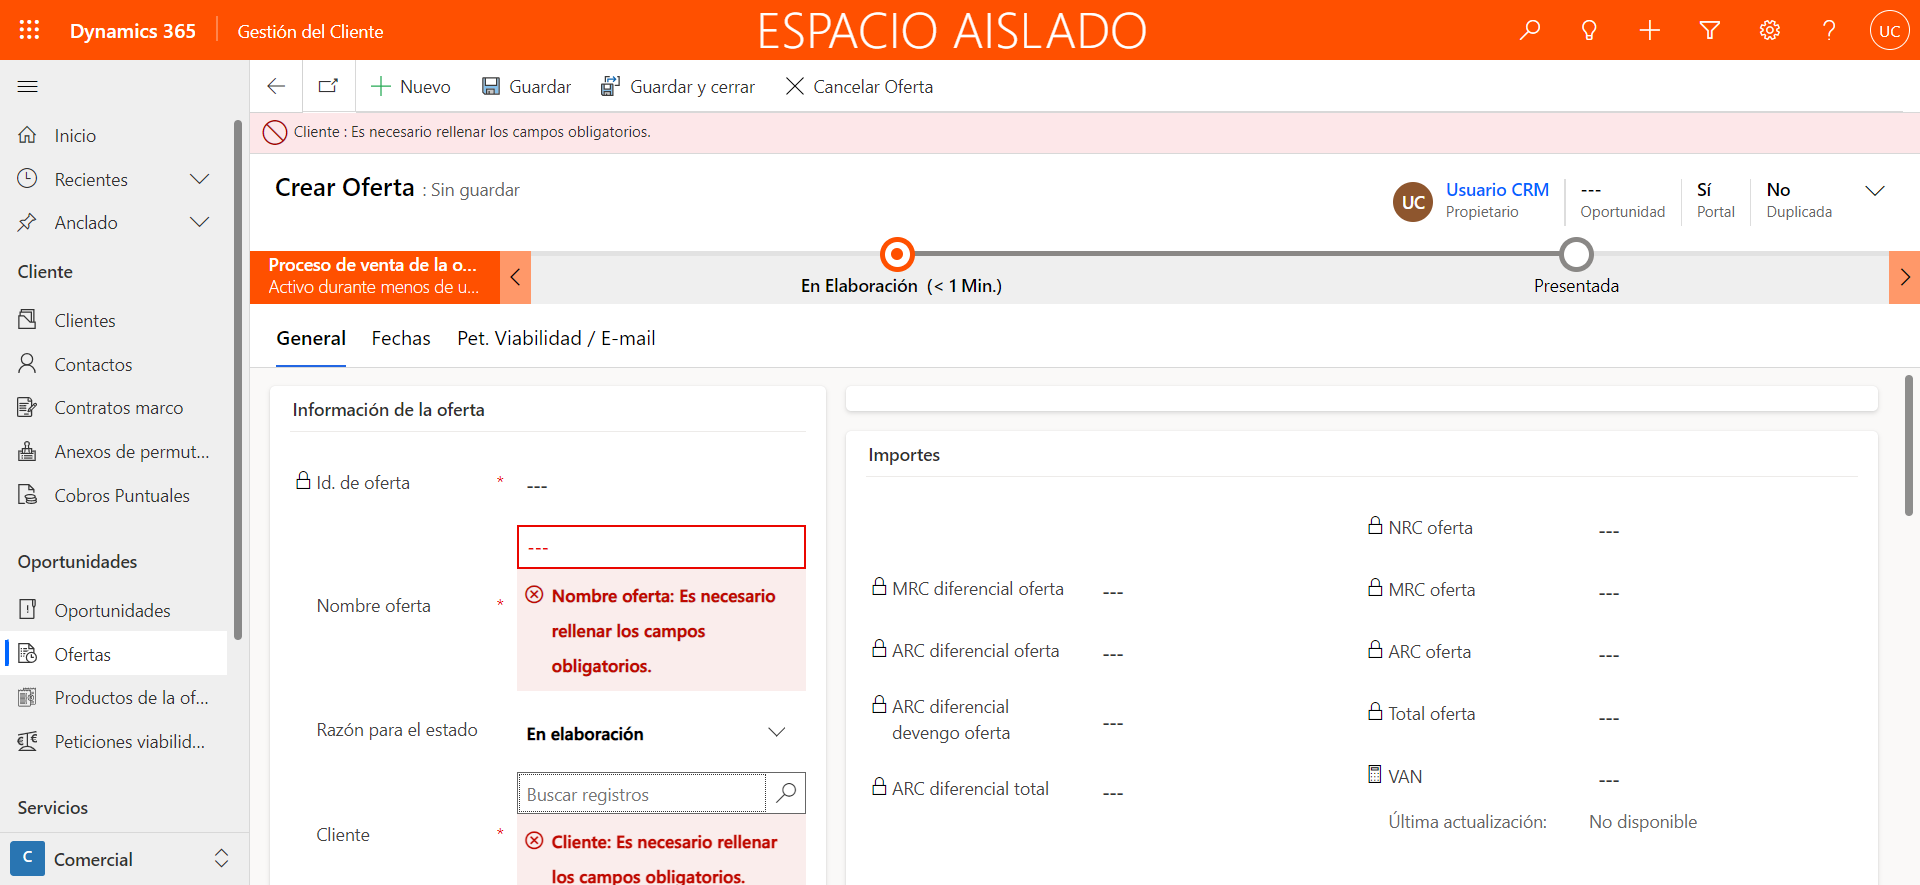 Dynamics 365
Gestión del Cliente
ESPACIO AISLADO
UC
Nuevo
Guardar
Guardar y cerrar
Cancelar Oferta
Cliente : Es necesario rellenar los campos obligatorios.
Inicio
Recientes
Anclado
Cliente
Clientes
Contactos
Contratos marco
Anexos de permut...
Cobros Puntuales
Oportunidades
Oportunidades
Ofertas
Productos de la of...
Peticiones viabilid...
Servicios
C
Comercial
Crear Oferta : Sin guardar
UC
Usuario CRM
Propietario
---
Oportunidad
Sí
Portal
No
Duplicada
Proceso de venta de la o...
Activo durante menos de u...
En Elaboración (< 1 Min.)
Presentada
General
Fechas
Pet. Viabilidad / E-mail
Información de la oferta
Id. de oferta * ---
---
Nombre oferta *
Nombre oferta: Es necesario
rellenar los campos
obligatorios.
Razón para el estado
En elaboración
Buscar registros
Cliente *
Cliente: Es necesario rellenar
los campos obligatorios.
Importes
MRC diferencial oferta ---
ARC diferencial oferta ---
ARC diferencial
devengo oferta ---
ARC diferencial total ---
NRC oferta ---
MRC oferta ---
ARC oferta ---
Total oferta ---
VAN ---
Última actualización: No disponible